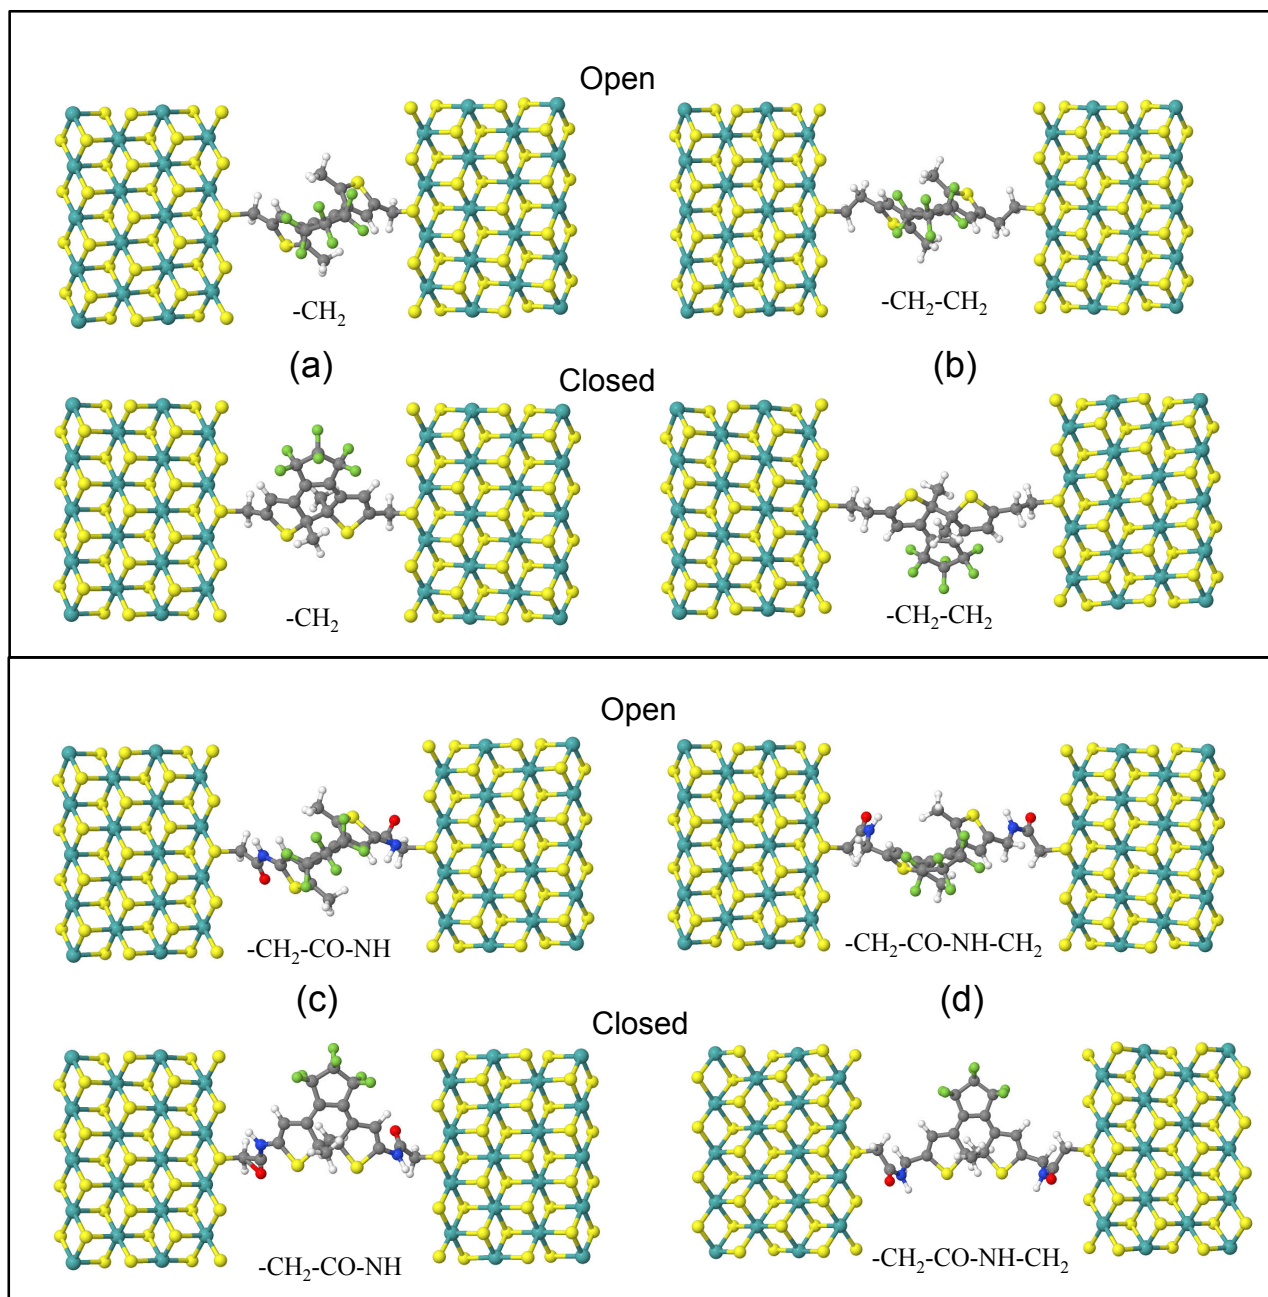 Open
-CH₂
-CH₂-CH₂
(a)
(b)
Closed
-CH₂
-CH₂-CH₂
Open
-CH₂-CO-NH
-CH₂-CO-NH-CH₂
(c)
(d)
Closed
-CH₂-CO-NH
-CH₂-CO-NH-CH₂